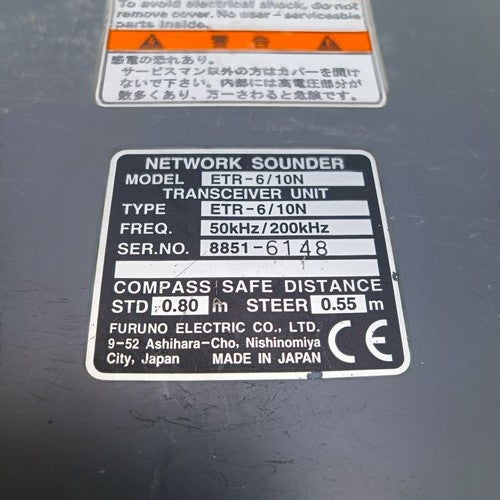 To avoid electrical shock, do not
remove cover. No user-serviceable
parts inside.
警告
感電の恐れあり。
サービスマン以外の方はカバーを開け
ないで下さい。内部には高電圧部分が
数多くあり、万一さわると危険です。
NETWORK SOUNDER
MODEL ETR-6/10N
TRANSCEIVER UNIT
TYPE ETR-6/10N
FREQ. 50kHz/200kHz
SER.NO. 8851-6148
COMPASS SAFE DISTANCE
STD 0.80 m STEER 0.55 m
FURUNO ELECTRIC CO., LTD.
9-52 Ashihara-Cho, Nishinomiya
City, Japan MADE IN JAPAN
CE